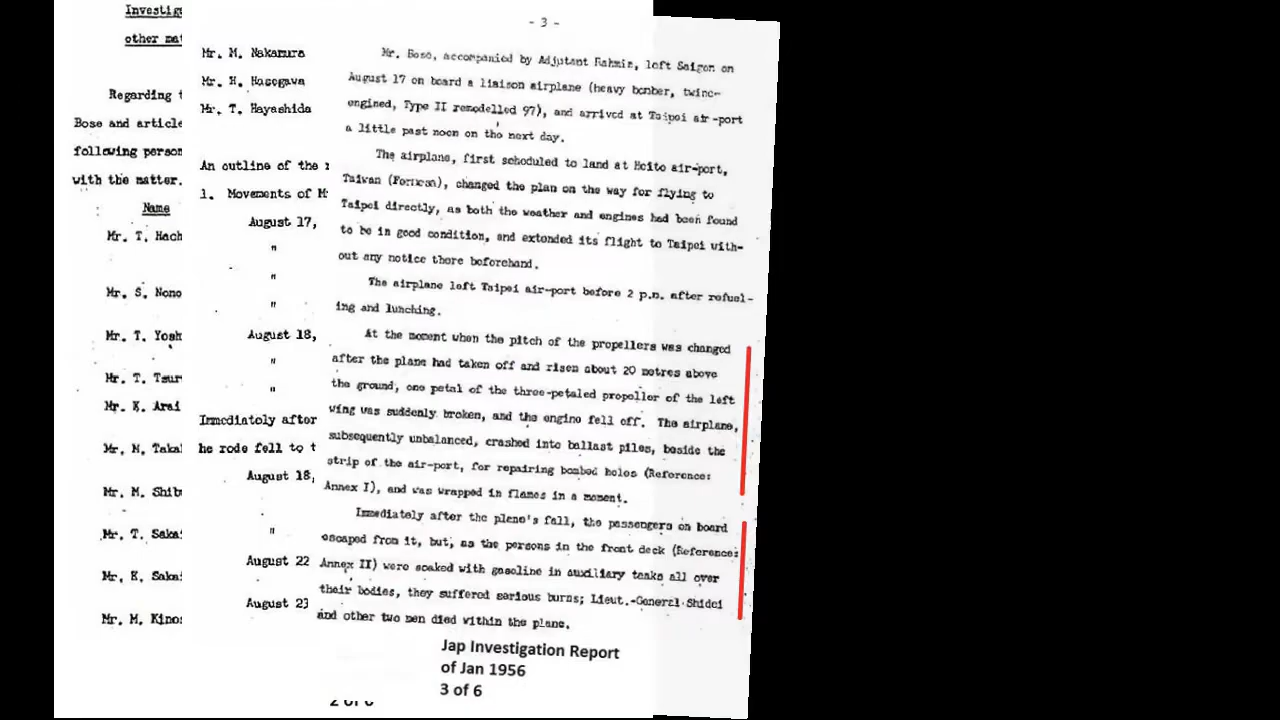 Investig
other mat
Regarding t
Bose and article
following person
with the matter.
Name
Mr. T. Hach
Mr. S. Nono
Mr. T. Yosh
Mr. T. Tsur
Mr. K. Arai
Mr. N. Taka
Mr. M. Shib
Mr. T. Saka
Mr. K. Saka
Mr. M. Kino
Mr. M. Nakamura
Mr. H. Hasegawa
Mr. T. Hayashida
An outline of the
1. Movements of M
August 17,
"
"
"
August 18,
"
"
Immediately after
he rode fell to t
August 18,
"
August 22
August 23
2 of 6
- 3 -
Mr. Bose, accompanied by Adjutant Rahmin, left Saigon on
August 17 on board a liaison airplane (heavy bomber, twinc-
engined, Type II remodelled 97), and arrived at Taipei air-port
a little past noon on the next day.
The airplane, first scheduled to land at Heito air-port,
Taiwan (Formosa), changed the plan on the way for flying to
Taipei directly, as both the weather and engines had been found
to be in good condition, and extended its flight to Taipei with-
out any notice there beforehand.
The airplane left Taipei air-port before 2 p.m. after refuel-
ing and lunching.
At the moment when the pitch of the propellers was changed
after the plane had taken off and risen about 20 metres above
the ground, one petal of the three-petaled propeller of the left
wing was suddenly broken, and the engine fell off. The airplane,
subsequently unbalanced, crashed into ballast piles, beside the
strip of the air-port, for repairing bombed holes (Reference:
Annex I), and was wrapped in flames in a moment.
Immediately after the plene's fall, the passengers on board
escaped from it, but, as the persons in the front deck (Reference:
Annex II) were soaked with gasoline in auxiliary tanks all over
their bodies, they suffered serious burns; Lieut.-General Shidei
and other two men died within the plane.
Jap Investigation Report
of Jan 1956
3 of 6